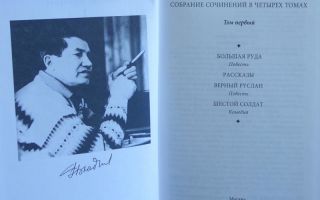 СОБРАНИЕ СОЧИНЕНИЙ В ЧЕТЫРЕХ ТОМАХ
Том первый
БОЛЬШАЯ РУДА
Повесть
РАССКАЗЫ
ВЕРНЫЙ РУСЛАН
Повесть
ШЕСТОЙ СОЛДАТ
Комедия
Москва